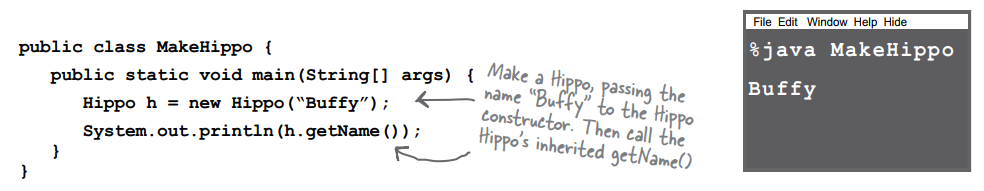 public class MakeHippo {
public static void main(String[] args) {
Hippo h = new Hippo(“Buffy”);
System.out.println(h.getName());
}
}
Make a Hippo, passing the
name “Buffy” to the Hippo
constructor. Then call the
Hippo’s inherited getName()
File Edit Window Help Hide
%java MakeHippo
Buffy